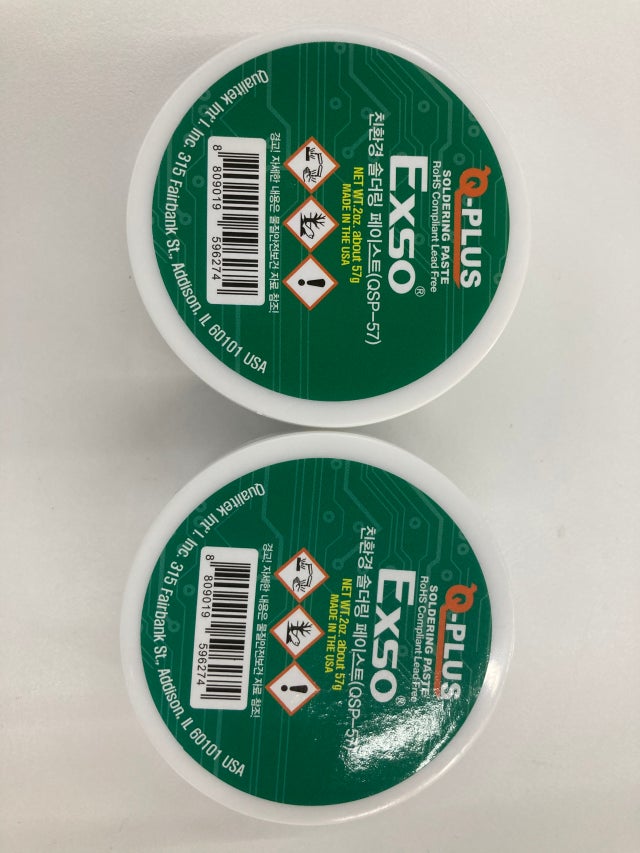 Q-PLUS
SOLDERING PASTE
RoHS Compliant Lead Free
EXSO®
친환경 솔더링 페이스트(QSP-57)
NET WT.2oz. about 57g
MADE IN THE USA
경고! 자세한 내용은 물질안전보건 자료 참조!
8 809019 596274
Qualitek Int'l, Inc. 315 Fairbank St., Addison, IL 60101 USA
Q-PLUS
SOLDERING PASTE
RoHS Compliant Lead Free
EXSO®
친환경 솔더링 페이스트(QSP-57)
NET WT.2oz. about 57g
MADE IN THE USA
경고! 자세한 내용은 물질안전보건 자료 참조!
8 809019 596274
Qualitek Int'l, Inc. 315 Fairbank St., Addison, IL 60101 USA